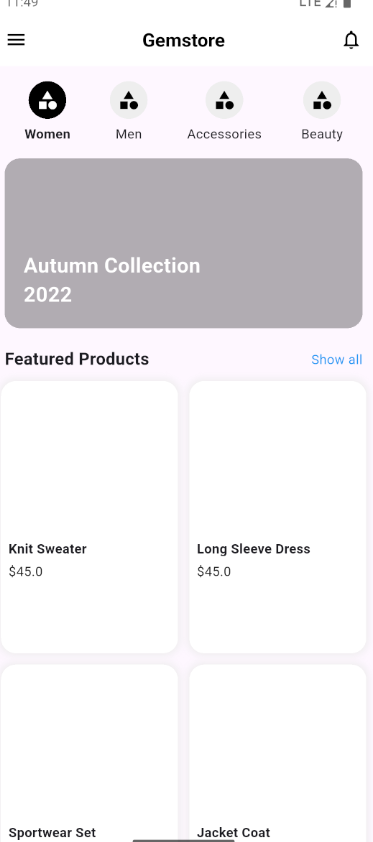 11:49 LTE
Gemstore
Women Men Accessories Beauty
Autumn Collection
2022
Featured Products Show all
Knit Sweater Long Sleeve Dress
$45.0 $45.0
Sportwear Set Jacket Coat